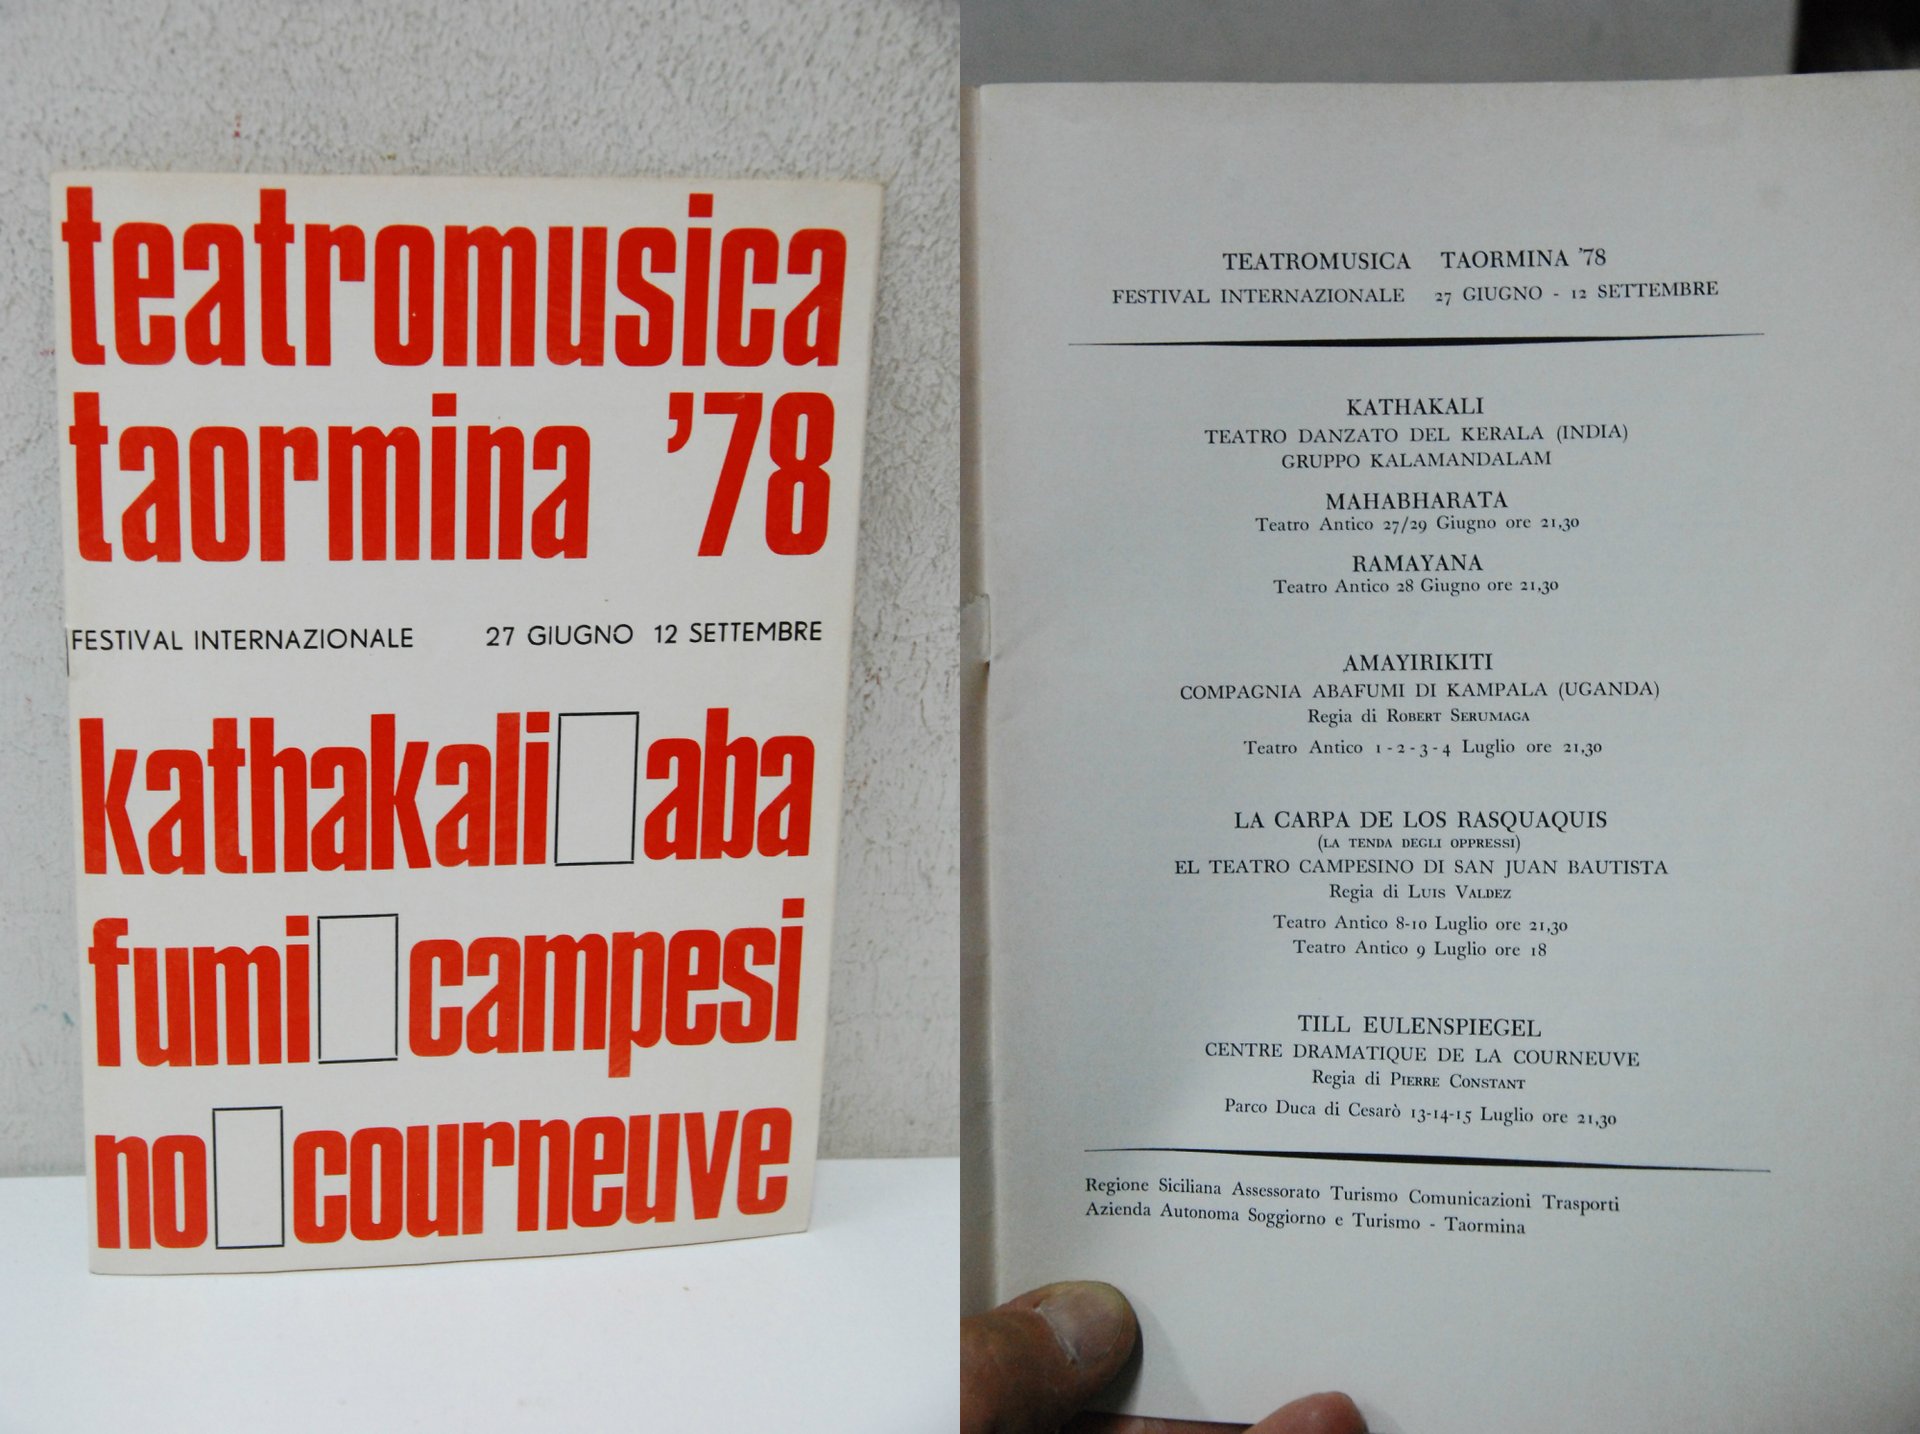 teatromusica
taormina '78
FESTIVAL INTERNAZIONALE 27 GIUGNO 12 SETTEMBRE
kathakali aba
fumi campesi
no courneuve
TEATROMUSICA TAORMINA '78
FESTIVAL INTERNAZIONALE 27 GIUGNO - 12 SETTEMBRE
KATHAKALI
TEATRO DANZATO DEL KERALA (INDIA)
GRUPPO KALAMANDALAM
MAHABHARATA
Teatro Antico 27/29 Giugno ore 21,30
RAMAYANA
Teatro Antico 28 Giugno ore 21,30
AMAYIRIKITI
COMPAGNIA ABAFUMI DI KAMPALA (UGANDA)
Regia di ROBERT SERUMAGA
Teatro Antico 1 - 2 - 3 - 4 Luglio ore 21,30
LA CARPA DE LOS RASQUAQUIS
(LA TENDA DEGLI OPPRESSI)
EL TEATRO CAMPESINO DI SAN JUAN BAUTISTA
Regia di LUIS VALDEZ
Teatro Antico 8-10 Luglio ore 21,30
Teatro Antico 9 Luglio ore 18
TILL EULENSPIEGEL
CENTRE DRAMATIQUE DE LA COURNEUVE
Regia di PIERRE CONSTANT
Parco Duca di Cesarò 13-14-15 Luglio ore 21,30
Regione Siciliana Assessorato Turismo Comunicazioni Trasporti
Azienda Autonoma Soggiorno e Turismo - Taormina